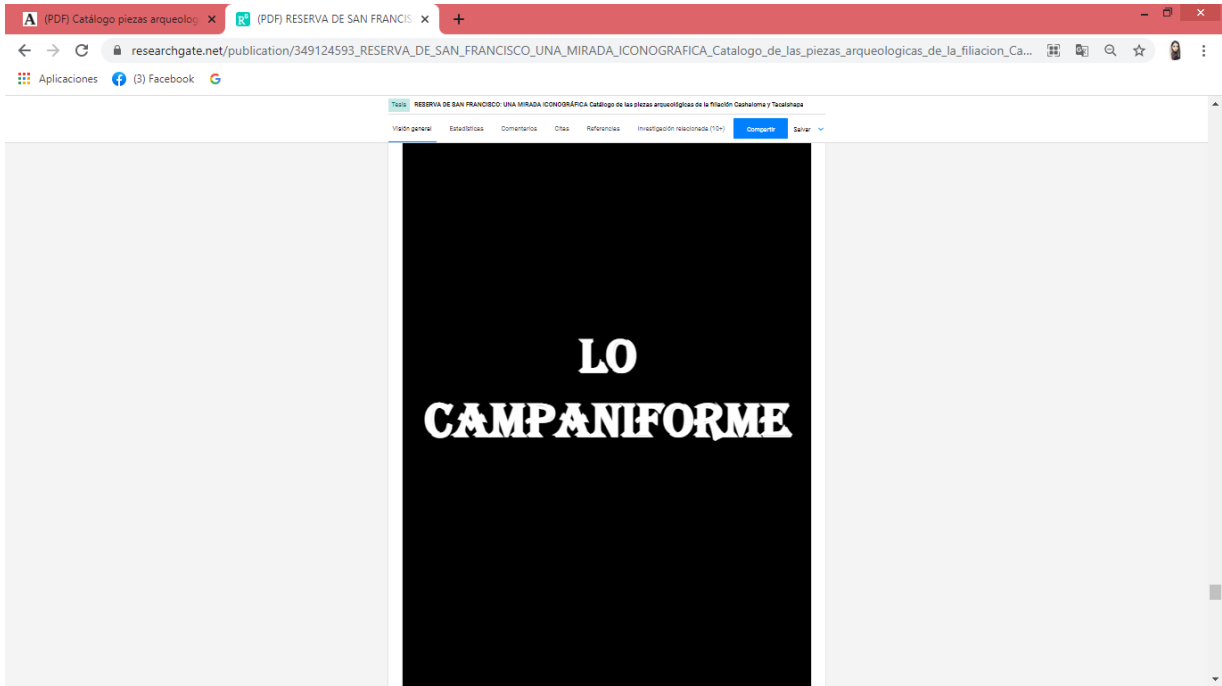 (PDF) Catálogo piezas arqueolog
(PDF) RESERVA DE SAN FRANCIS
researchgate.net/publication/349124593_RESERVA_DE_SAN_FRANCISCO_UNA_MIRADA_ICONOGRAFICA_Catalogo_de_las_piezas_arqueologicas_de_la_filiacion_Ca...
Aplicaciones (3) Facebook
Tesis RESERVA DE SAN FRANCISCO: UNA MIRADA ICONOGRÁFICA Catálogo de las piezas arqueológicas de la filiación Cashaloma y Tacalshapa
Visión general Estadísticas Comentarios Citas Referencias Investigación relacionada (10+) Compartir Salvar
LO
CAMPANIFORME